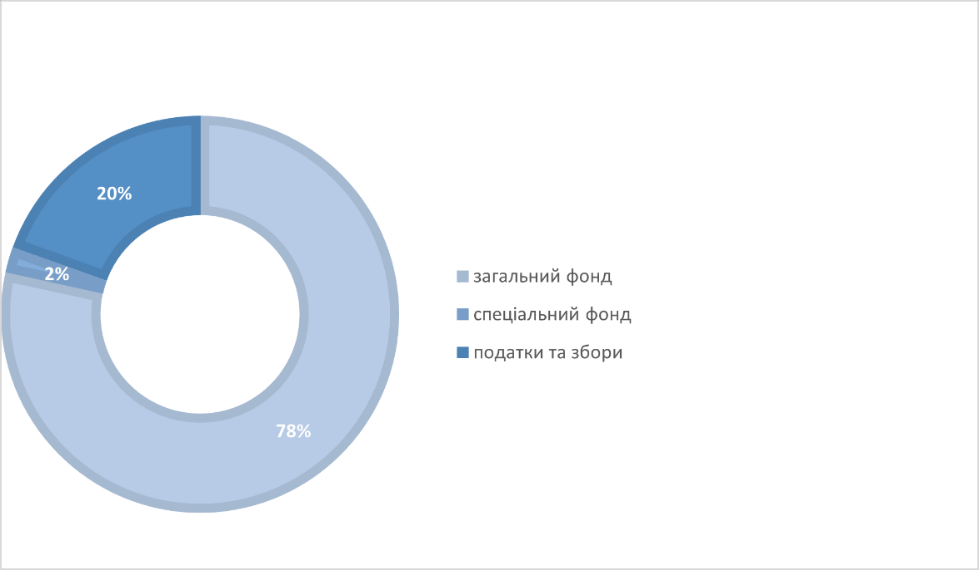 20%
2%
78%
загальний фонд
спеціальний фонд
податки та збори